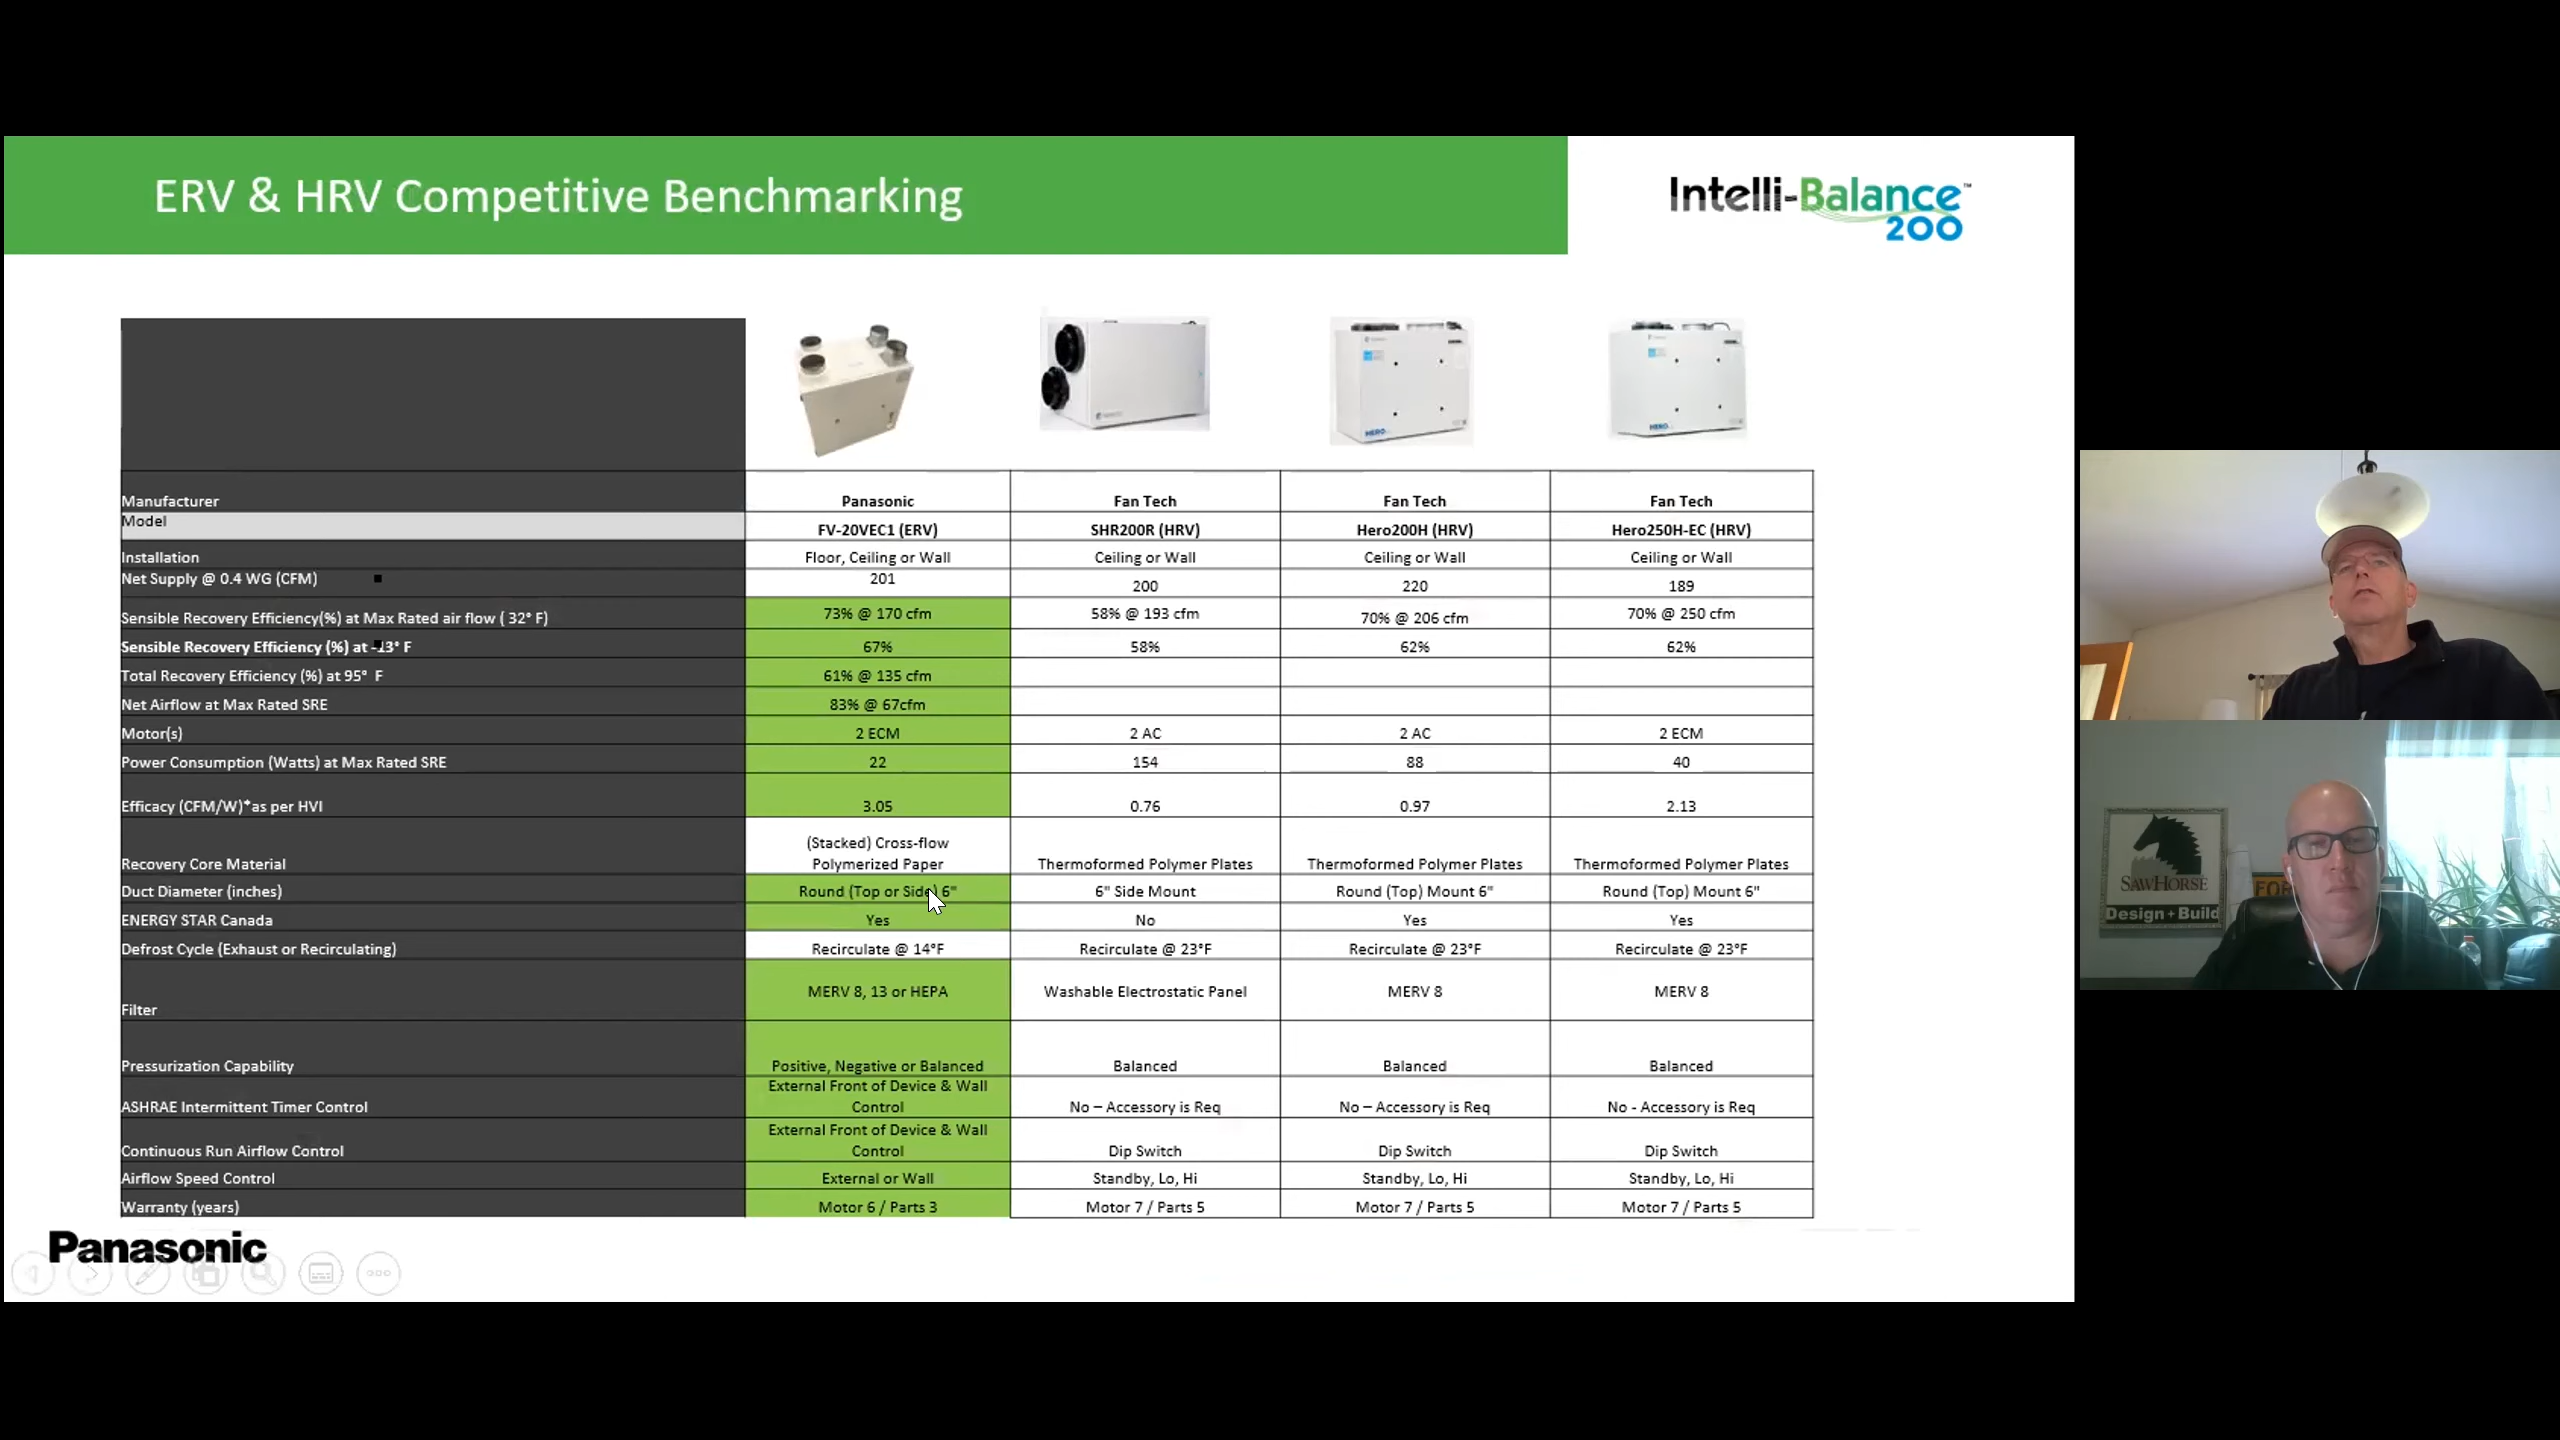 ERV & HRV Competitive Benchmarking
Intelli-Balance™
200
Manufacturer Panasonic Fan Tech Fan Tech Fan Tech
Model FV-20VEC1 (ERV) SHR200R (HRV) Hero200H (HRV) Hero250H-EC (HRV)
Installation Floor, Ceiling or Wall Ceiling or Wall Ceiling or Wall Ceiling or Wall
Net Supply @ 0.4 WG (CFM) 201 200 220 189
Sensible Recovery Efficiency(%) at Max Rated air flow ( 32° F) 73% @ 170 cfm 58% @ 193 cfm 70% @ 206 cfm 70% @ 250 cfm
Sensible Recovery Efficiency (%) at -13° F 67% 58% 62% 62%
Total Recovery Efficiency (%) at 95° F 61% @ 135 cfm
Net Airflow at Max Rated SRE 83% @ 67cfm
Motor(s) 2 ECM 2 AC 2 AC 2 ECM
Power Consumption (Watts) at Max Rated SRE 22 154 88 40
Efficacy (CFM/W)*as per HVI 3.05 0.76 0.97 2.13
(Stacked) Cross-flow
Recovery Core Material Polymerized Paper Thermoformed Polymer Plates Thermoformed Polymer Plates Thermoformed Polymer Plates
Duct Diameter (inches) Round (Top or Side) 6" 6" Side Mount Round (Top) Mount 6" Round (Top) Mount 6"
ENERGY STAR Canada Yes No Yes Yes
Defrost Cycle (Exhaust or Recirculating) Recirculate @ 14°F Recirculate @ 23°F Recirculate @ 23°F Recirculate @ 23°F
Filter MERV 8, 13 or HEPA Washable Electrostatic Panel MERV 8 MERV 8
Pressurization Capability Positive, Negative or Balanced Balanced Balanced Balanced
External Front of Device & Wall
ASHRAE Intermittent Timer Control Control No – Accessory is Req No – Accessory is Req No - Accessory is Req
External Front of Device & Wall
Continuous Run Airflow Control Control Dip Switch Dip Switch Dip Switch
Airflow Speed Control External or Wall Standby, Lo, Hi Standby, Lo, Hi Standby, Lo, Hi
Warranty (years) Motor 6 / Parts 3 Motor 7 / Parts 5 Motor 7 / Parts 5 Motor 7 / Parts 5
Panasonic
HERO
HERO
SAWHORSE
Design + Build
FOR